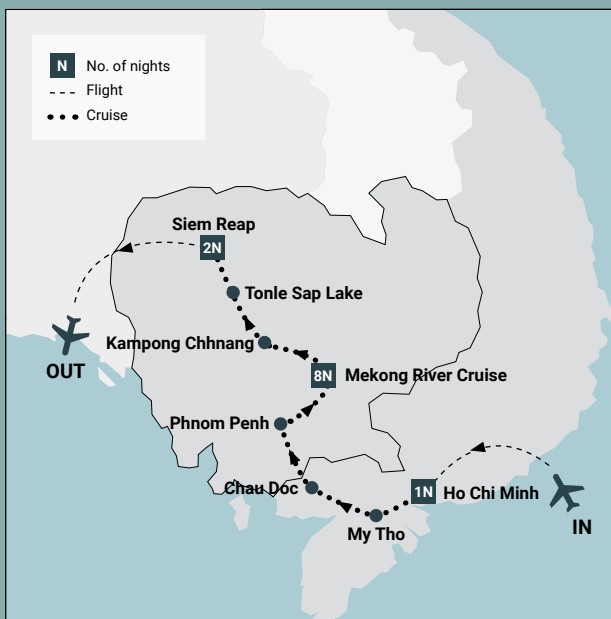 N No. of nights
Flight
Cruise
Siem Reap
2N
Tonle Sap Lake
Kampong Chhnang
OUT
8N Mekong River Cruise
Phnom Penh
Chau Doc
1N Ho Chi Minh
My Tho
IN